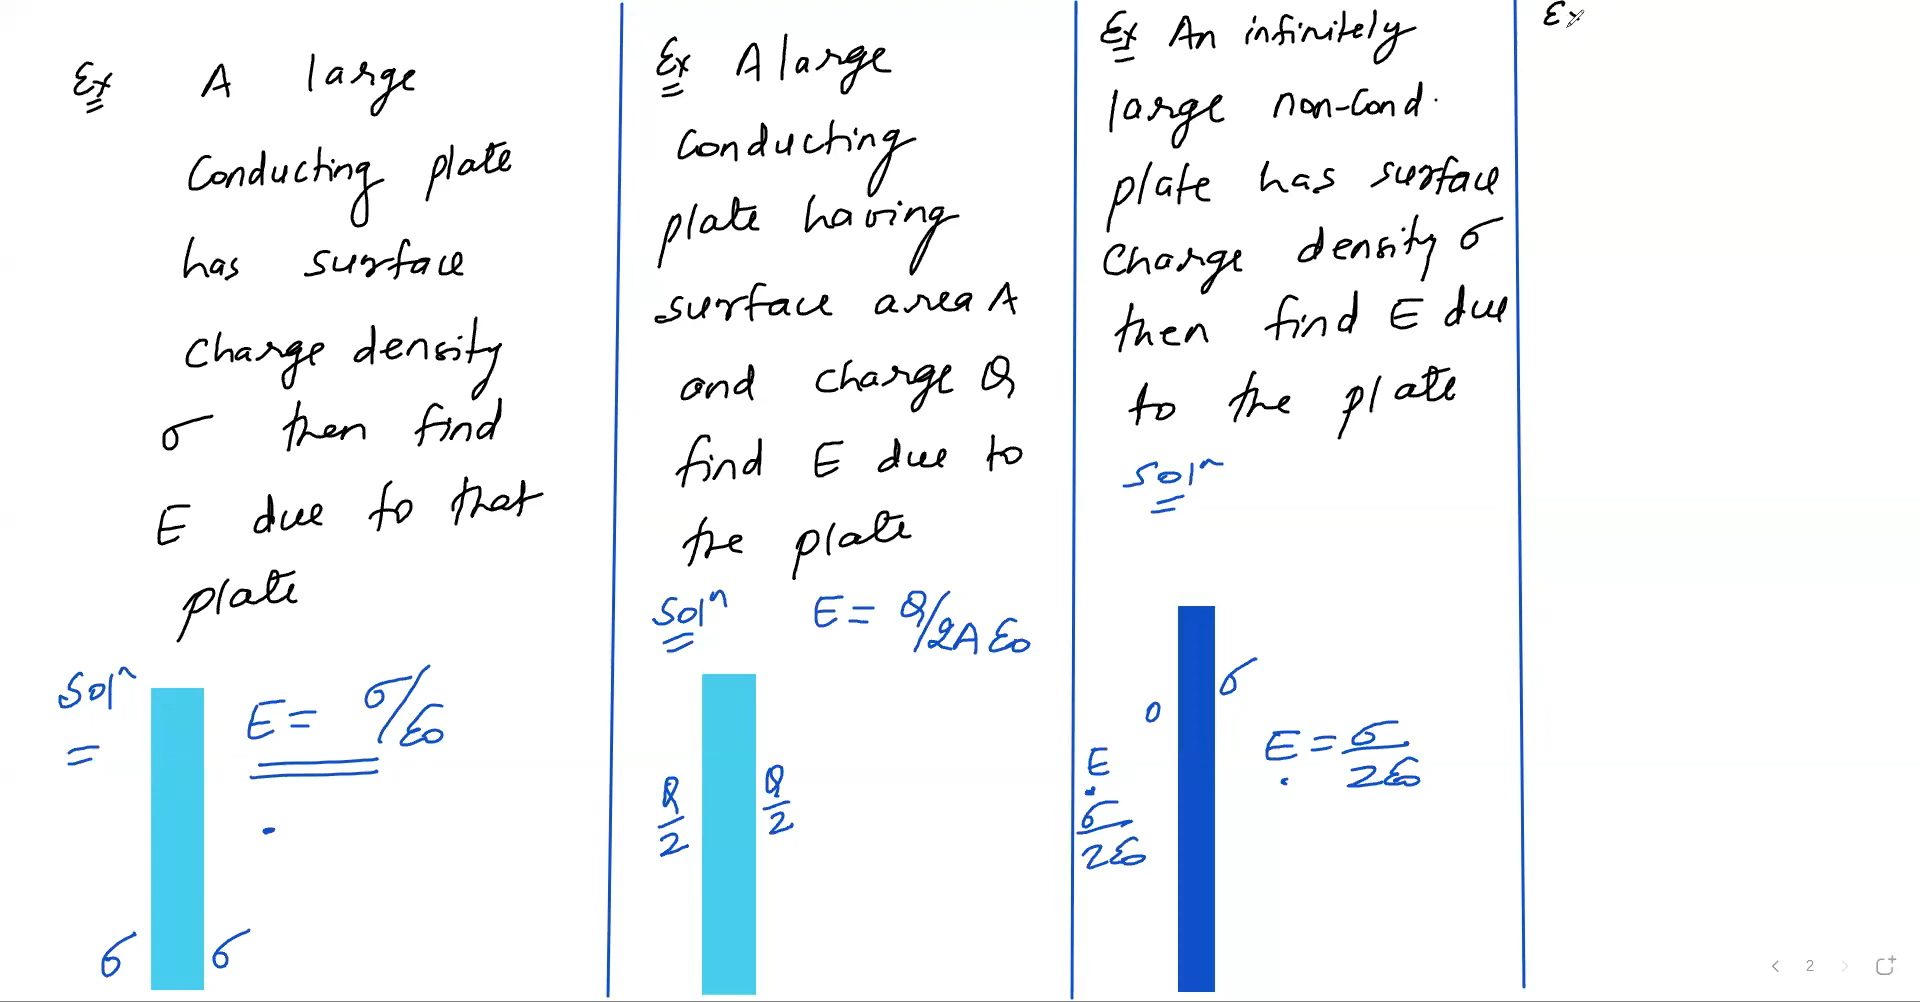 Ex A large
Conducting plate
has surface
charge density
σ then find
E due to that
plate
Solⁿ
E = σ/ε0
σ σ
Ex A large
Conducting
plate having
surface area A
and charge Q
find E due to
the plate
Solⁿ E = Q/2Aε0
Q/2 Q/2
Ex An infinitely
large non-Cond.
plate has surface
Charge density σ
then find E due
to the plate
Solⁿ
0 σ
E = σ/2ε0
E
σ/2ε0
Ex
2